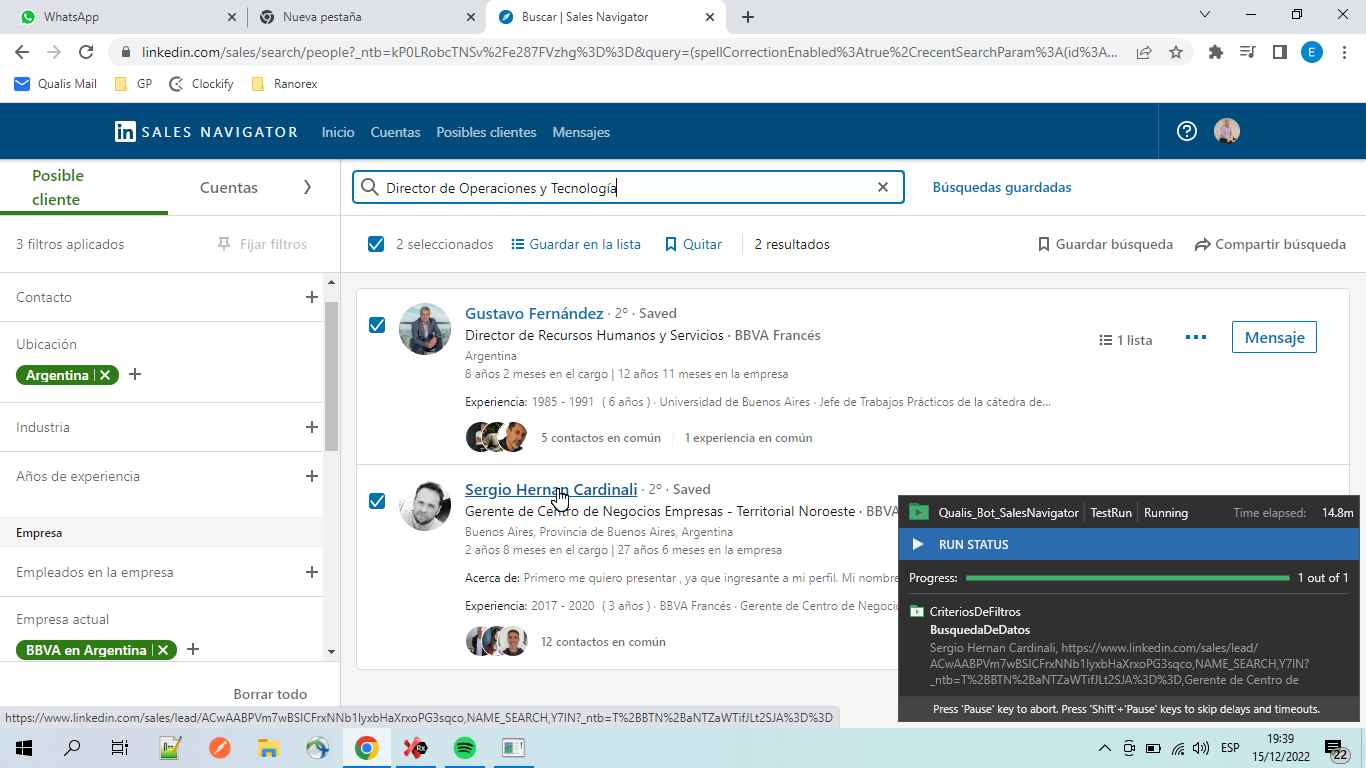 WhatsApp
Nueva pestaña
Buscar | Sales Navigator
linkedin.com/sales/search/people?_ntb=kP0LRobcTNSv%2Fe287FVzhg%3D%3D&query=(spellCorrectionEnabled%3Atrue%2CrecentSearchParam%3A(id%3A...
E
Qualis Mail
GP
Clockify
Ranorex
in SALES NAVIGATOR
Inicio
Cuentas
Posibles clientes
Mensajes
Posible cliente
Cuentas
Director de Operaciones y Tecnología
Búsquedas guardadas
3 filtros aplicados
Fijar filtros
2 seleccionados
Guardar en la lista
Quitar
2 resultados
Guardar búsqueda
Compartir búsqueda
Contacto
Ubicación
Argentina
Industria
Años de experiencia
Empresa
Empleados en la empresa
Empresa actual
BBVA en Argentina
Borrar todo
Gustavo Fernández · 2º · Saved
Director de Recursos Humanos y Servicios · BBVA Francés
Argentina
8 años 2 meses en el cargo | 12 años 11 meses en la empresa
Experiencia: 1985 - 1991 ( 6 años ) · Universidad de Buenos Aires · Jefe de Trabajos Prácticos de la cátedra de...
5 contactos en común
1 experiencia en común
1 lista
Mensaje
Sergio Hernan Cardinali · 2º · Saved
Gerente de Centro de Negocios Empresas - Territorial Noroeste · BBVA
Buenos Aires, Provincia de Buenos Aires, Argentina
2 años 8 meses en el cargo | 27 años 6 meses en la empresa
Acerca de: Primero me quiero presentar , ya que ingresante a mi perfil. Mi nombre
Experiencia: 2017 - 2020 ( 3 años ) · BBVA Francés · Gerente de Centro de Negoci
12 contactos en común
Qualis_Bot_SalesNavigator
TestRun
Running
Time elapsed: 14.8m
RUN STATUS
Progress:
1 out of 1
CriteriosDeFiltros
BusquedaDeDatos
Sergio Hernan Cardinali, https://www.linkedin.com/sales/lead/
ACwAABPVm7wBSICFrxNNb1IyxbHaXrxoPG3sqco,NAME_SEARCH,Y7IN?
_ntb=T%2BBTN%2BaNTZaWTifJLt2SJA%3D%3D,Gerente de Centro de
Press 'Pause' key to abort. Press 'Shift'+'Pause' keys to skip delays and timeouts.
https://www.linkedin.com/sales/lead/ACwAABPVm7wBSICFrxNNb1IyxbHaXrxoPG3sqco,NAME_SEARCH,Y7IN?_ntb=T%2BBTN%2BaNTZaWTifJLt2SJA%3D%3D
Rx
ESP
19:39
15/12/2022
22